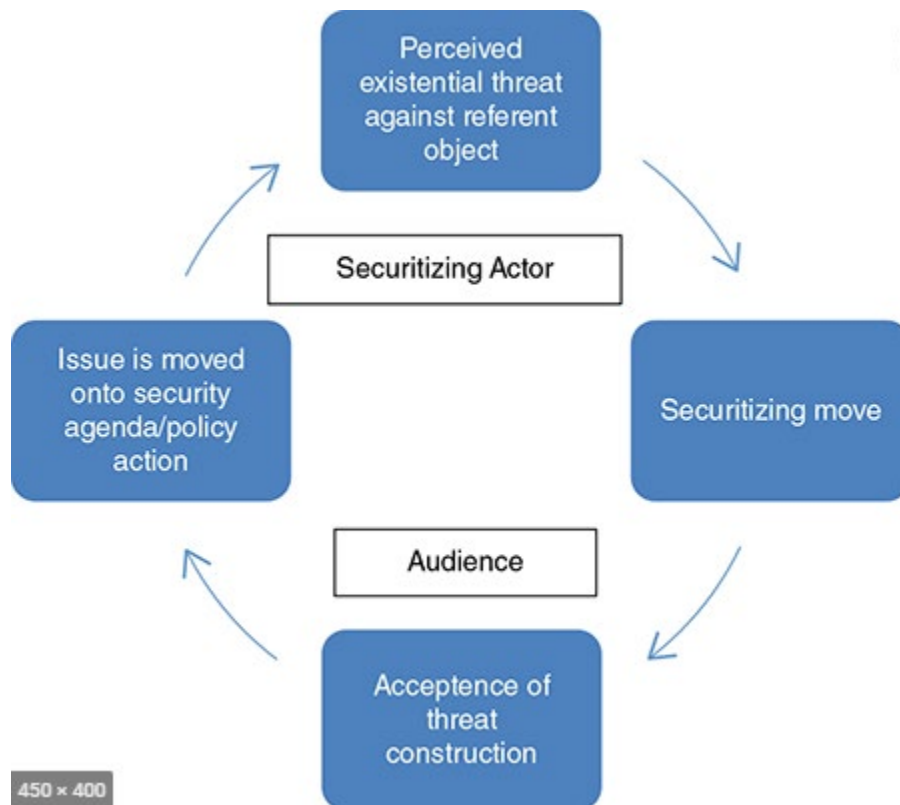 Perceived
existential threat
against referent
object
Securitizing Actor
Issue is moved
onto security
agenda/policy
action
Securitizing move
Audience
Acceptence of
threat
construction
450 × 400